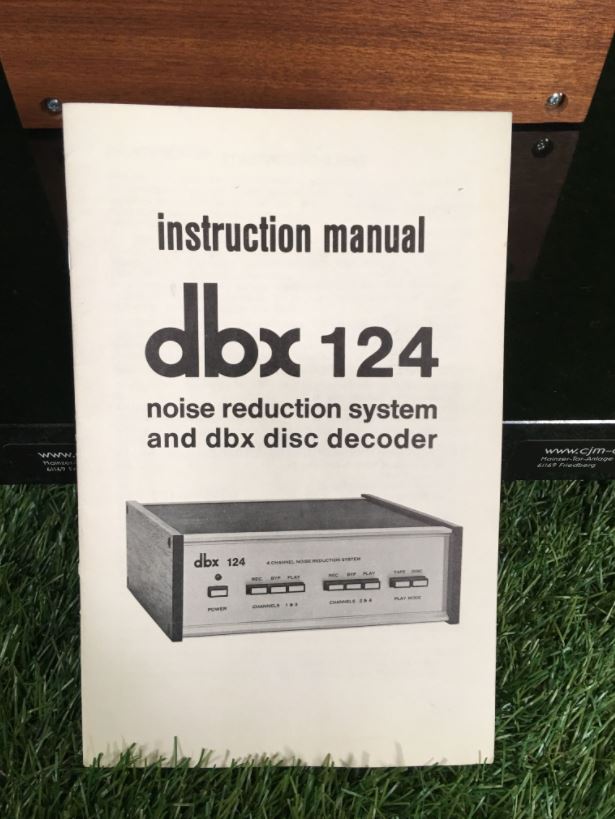 instruction manual
dbx 124
noise reduction system
and dbx disc decoder
dbx 124
4 CHANNEL NOISE REDUCTION SYSTEM
REC BYP PLAY
REC BYP PLAY
TAPE DISC
POWER
CHANNELS 1 & 3
CHANNELS 2 & 4
PLAY MODE
www.
www.cjm-
Mainzer-Tor-Anlage
61169 Friedberg